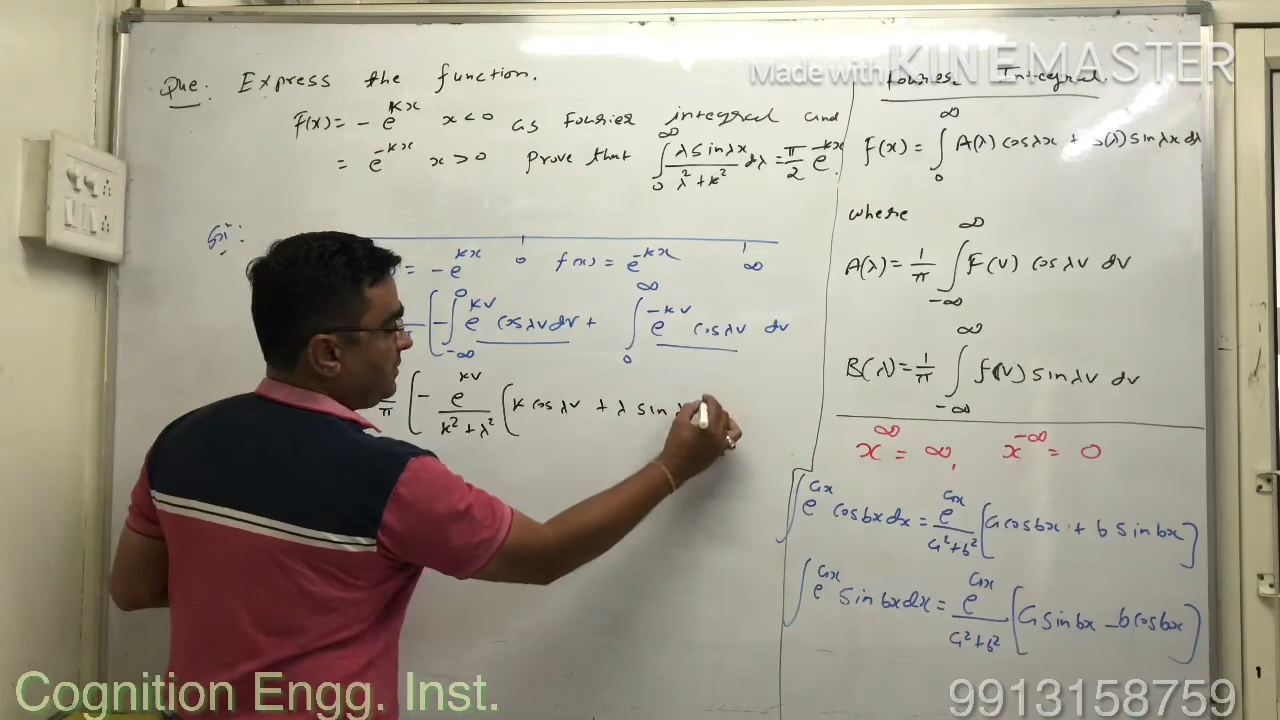 Made with KINEMASTER
Que: Express the function.
F(x) = - e^{kx} x < 0 as Fourier integral and
= e^{-kx} x > 0 prove that ∫_0^∞ λ sin λx / λ² + k² dλ = π/2 e^{-kx}.
Sol:
= -e^{kx} 0 f(x) = e^{-kx} ∞
[ -∫_{-∞}^0 e^{kv} cos λv dv + ∫_0^∞ e^{-kv} cos λv dv
π [ - e^{kv} / k² + λ² ( k cos λv + λ sin
Fourier Integral.
F(x) = ∫_0^∞ A(λ) cos λx + B(λ) sin λx dλ
where
A(λ) = 1/π ∫_{-∞}^∞ F(v) cos λv dv
B(λ) = 1/π ∫_{-∞}^∞ f(v) sin λv dv
x^∞ = ∞, x^{-∞} = 0
∫ e^{ax} cos bx dx = e^{ax} / a² + b² [a cos bx + b sin bx]
∫ e^{ax} sin bx dx = e^{ax} / a² + b² [a sin bx - b cos bx]
Cognition Engg. Inst.
9913158759